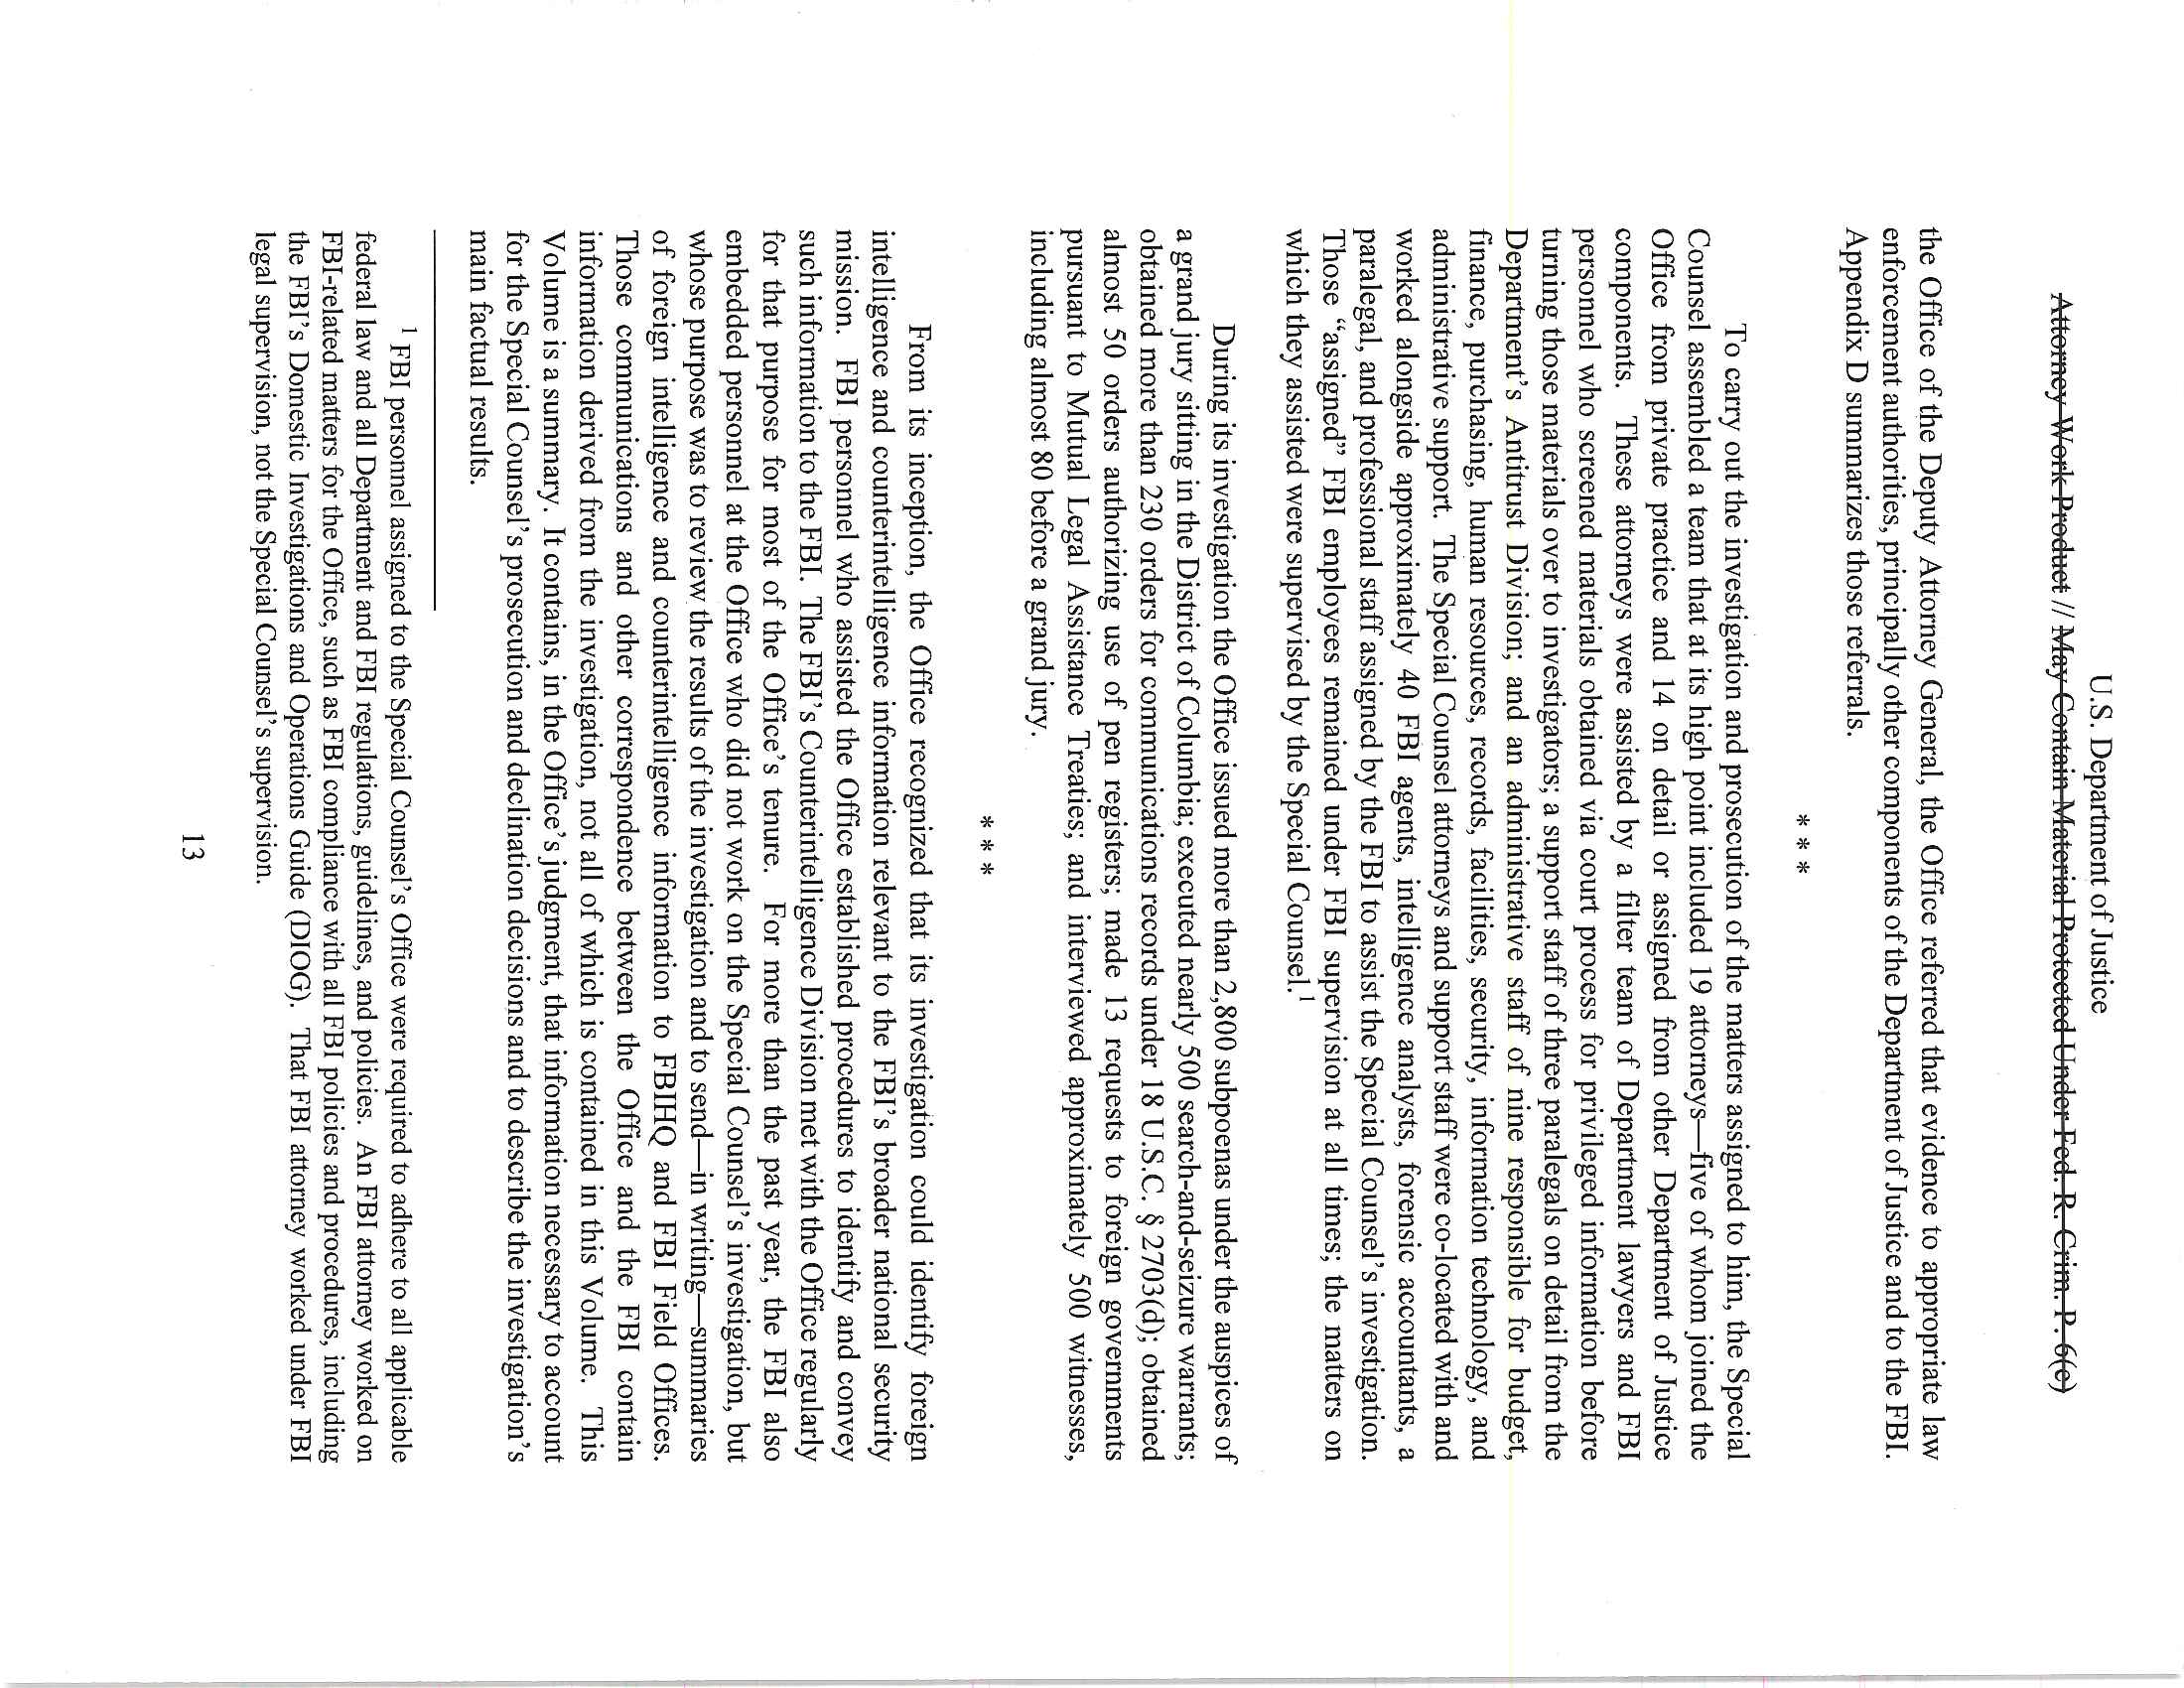 U.S. Department of Justice
Attorney Work Product // May Contain Material Protected Under Fed. R. Crim. P. 6(e)
the Office of the Deputy Attorney General, the Office referred that evidence to appropriate law
enforcement authorities, principally other components of the Department of Justice and to the FBI.
Appendix D summarizes those referrals.
* * *
To carry out the investigation and prosecution of the matters assigned to him, the Special
Counsel assembled a team that at its high point included 19 attorneys—five of whom joined the
Office from private practice and 14 on detail or assigned from other Department of Justice
components. These attorneys were assisted by a filter team of Department lawyers and FBI
personnel who screened materials obtained via court process for privileged information before
turning those materials over to investigators; a support staff of three paralegals on detail from the
Department's Antitrust Division; and an administrative staff of nine responsible for budget,
finance, purchasing, human resources, records, facilities, security, information technology, and
administrative support. The Special Counsel attorneys and support staff were co-located with and
worked alongside approximately 40 FBI agents, intelligence analysts, forensic accountants, a
paralegal, and professional staff assigned by the FBI to assist the Special Counsel's investigation.
Those “assigned” FBI employees remained under FBI supervision at all times; the matters on
which they assisted were supervised by the Special Counsel.1
During its investigation the Office issued more than 2,800 subpoenas under the auspices of
a grand jury sitting in the District of Columbia; executed nearly 500 search-and-seizure warrants;
obtained more than 230 orders for communications records under 18 U.S.C. § 2703(d); obtained
almost 50 orders authorizing use of pen registers; made 13 requests to foreign governments
pursuant to Mutual Legal Assistance Treaties; and interviewed approximately 500 witnesses,
including almost 80 before a grand jury.
* * *
From its inception, the Office recognized that its investigation could identify foreign
intelligence and counterintelligence information relevant to the FBI's broader national security
mission. FBI personnel who assisted the Office established procedures to identify and convey
such information to the FBI. The FBI's Counterintelligence Division met with the Office regularly
for that purpose for most of the Office's tenure. For more than the past year, the FBI also
embedded personnel at the Office who did not work on the Special Counsel's investigation, but
whose purpose was to review the results of the investigation and to send—in writing—summaries
of foreign intelligence and counterintelligence information to FBIHQ and FBI Field Offices.
Those communications and other correspondence between the Office and the FBI contain
information derived from the investigation, not all of which is contained in this Volume. This
Volume is a summary. It contains, in the Office's judgment, that information necessary to account
for the Special Counsel's prosecution and declination decisions and to describe the investigation's
main factual results.
1 FBI personnel assigned to the Special Counsel's Office were required to adhere to all applicable
federal law and all Department and FBI regulations, guidelines, and policies. An FBI attorney worked on
FBI-related matters for the Office, such as FBI compliance with all FBI policies and procedures, including
the FBI's Domestic Investigations and Operations Guide (DIOG). That FBI attorney worked under FBI
legal supervision, not the Special Counsel's supervision.
13